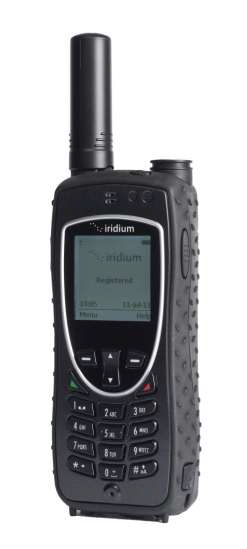 iridium
iridium
Registered
Menu Help
1 2 ABC 3 DEF
4 GHI 5 JKL 6 MNO
7 PQRS 8 TUV 9 WXYZ
* 0 #